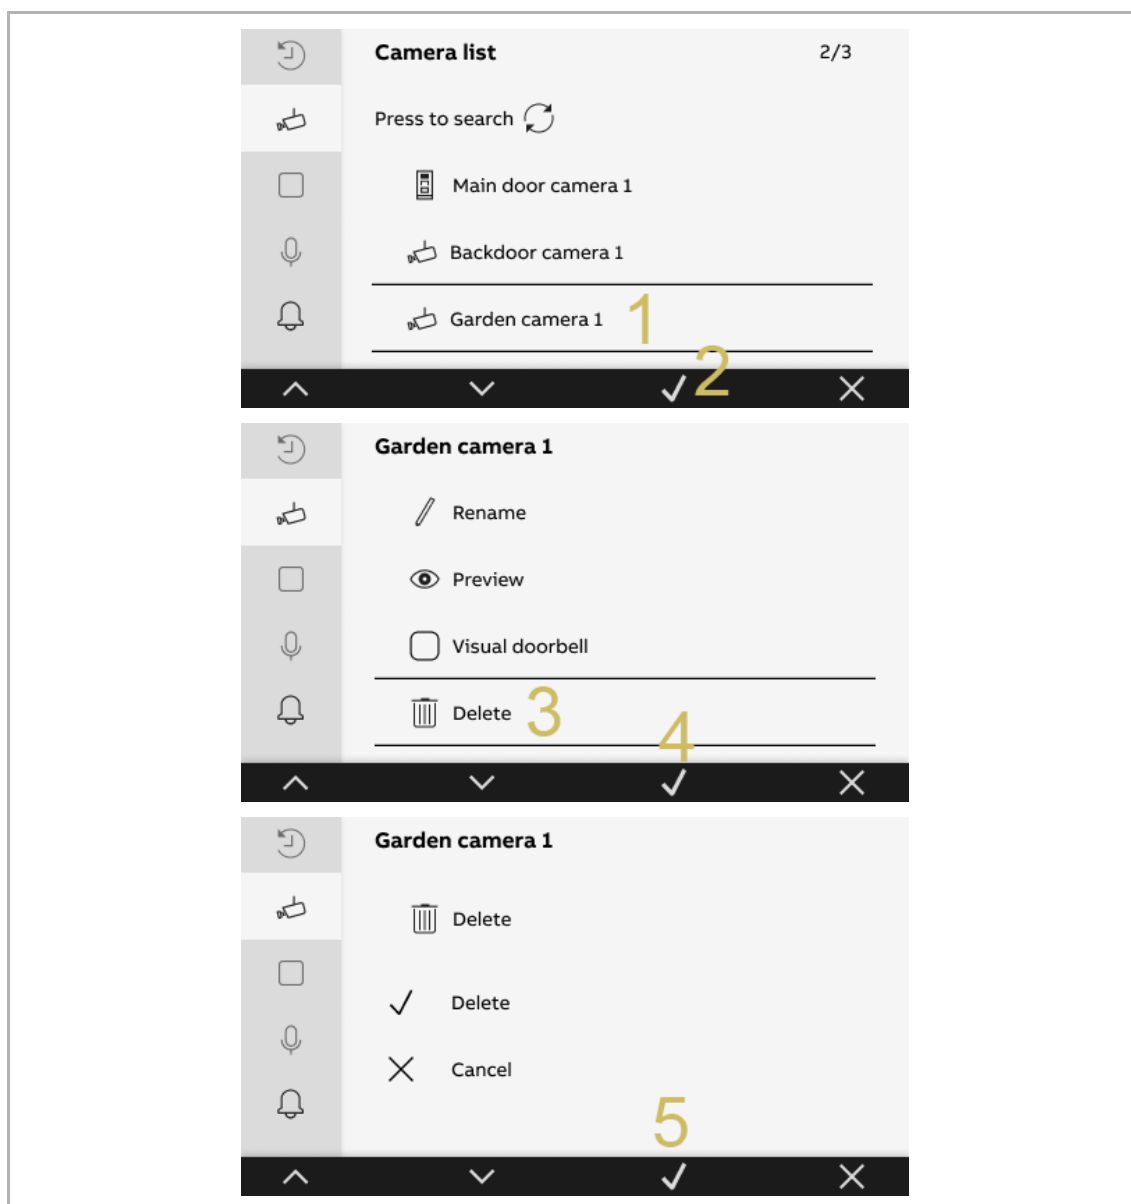 Camera list 2/3
Press to search
Main door camera 1
Backdoor camera 1
Garden camera 1 1
2
Garden camera 1
Rename
Preview
Visual doorbell
Delete 3
4
Garden camera 1
Delete
Delete
Cancel
5